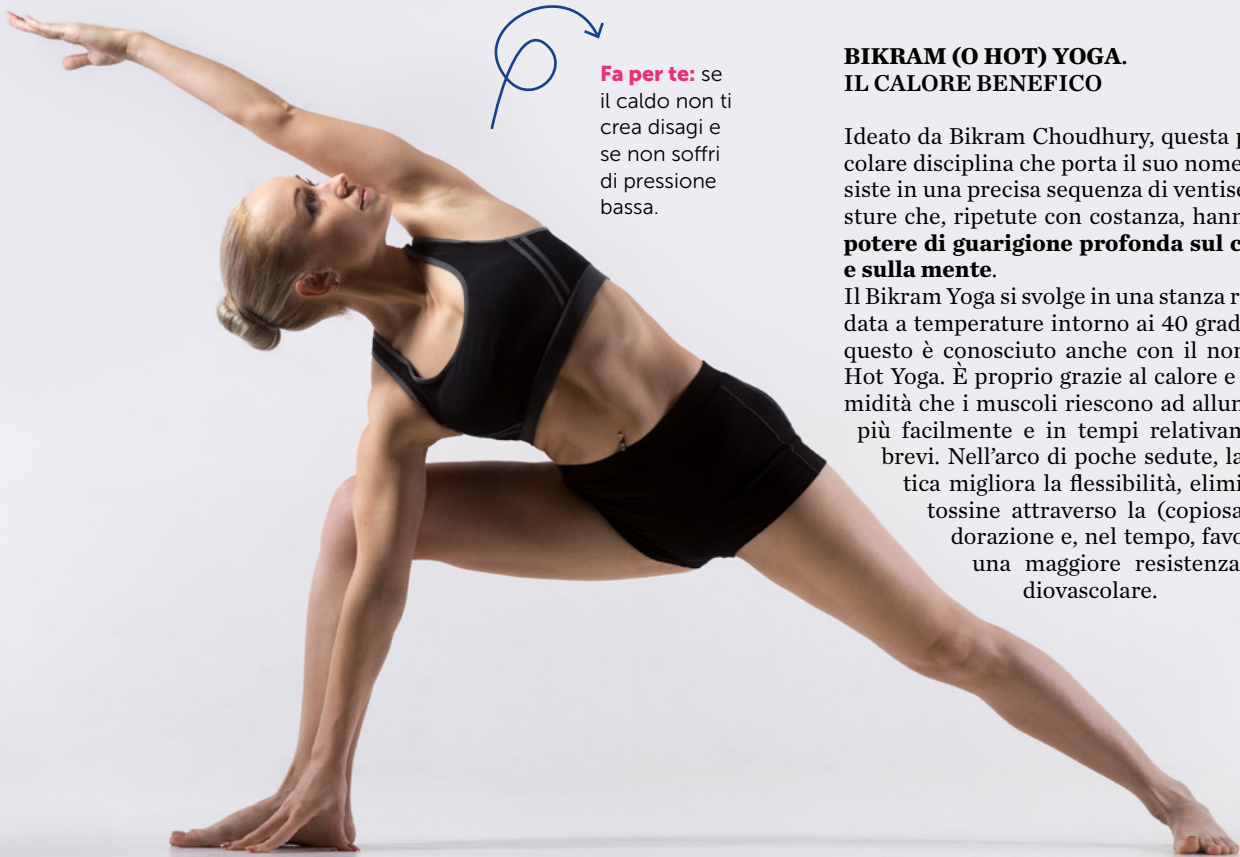 Fa per te: se
il caldo non ti
crea disagi e
se non soffri
di pressione
bassa.
BIKRAM (O HOT) YOGA.
IL CALORE BENEFICO
Ideato da Bikram Choudhury, questa p
colare disciplina che porta il suo nome
siste in una precisa sequenza di ventise
sture che, ripetute con costanza, hann
potere di guarigione profonda sul c
e sulla mente.
Il Bikram Yoga si svolge in una stanza r
data a temperature intorno ai 40 grad
questo è conosciuto anche con il nor
Hot Yoga. È proprio grazie al calore e
midità che i muscoli riescono ad allun
più facilmente e in tempi relativam
brevi. Nell’arco di poche sedute, la
tica migliora la flessibilità, elimi
tossine attraverso la (copiosa
dorazione e, nel tempo, favo
una maggiore resistenza
diovascolare.